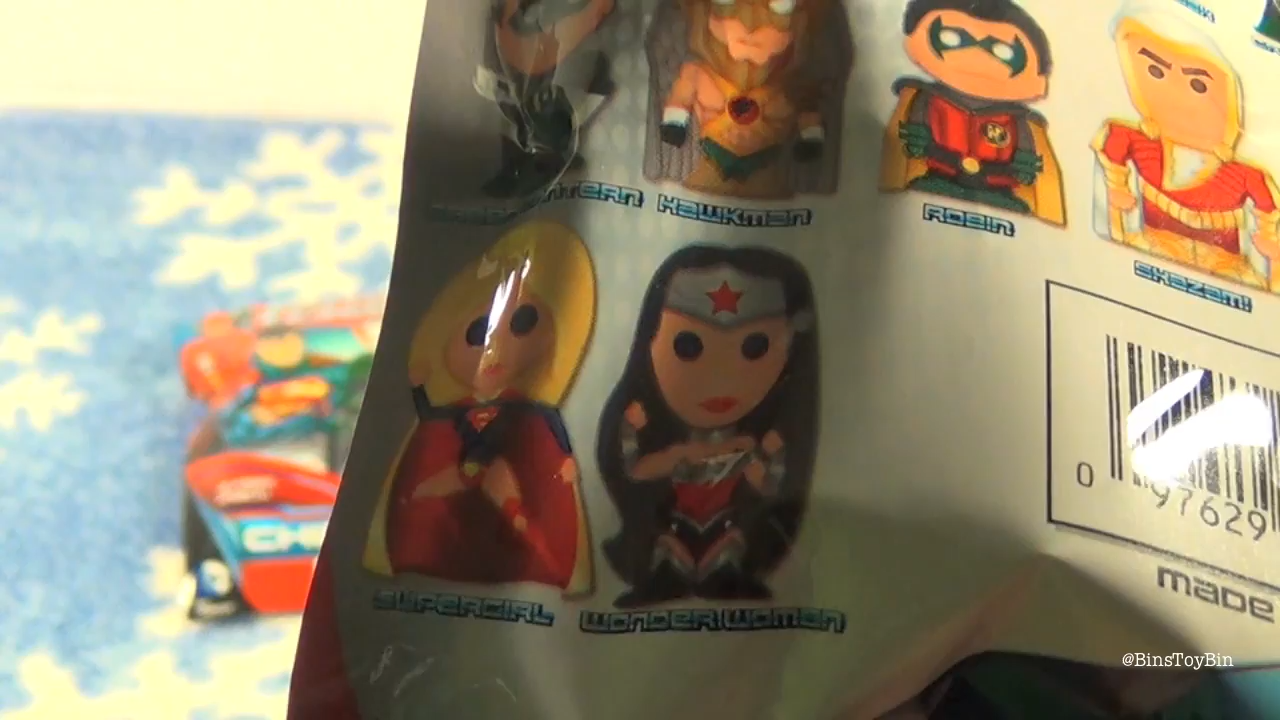 HAWKMAN
ROBIN
SHAZAM!
SUPERGIRL
WONDER WOMAN
0 97629
made
@BinsToyBin